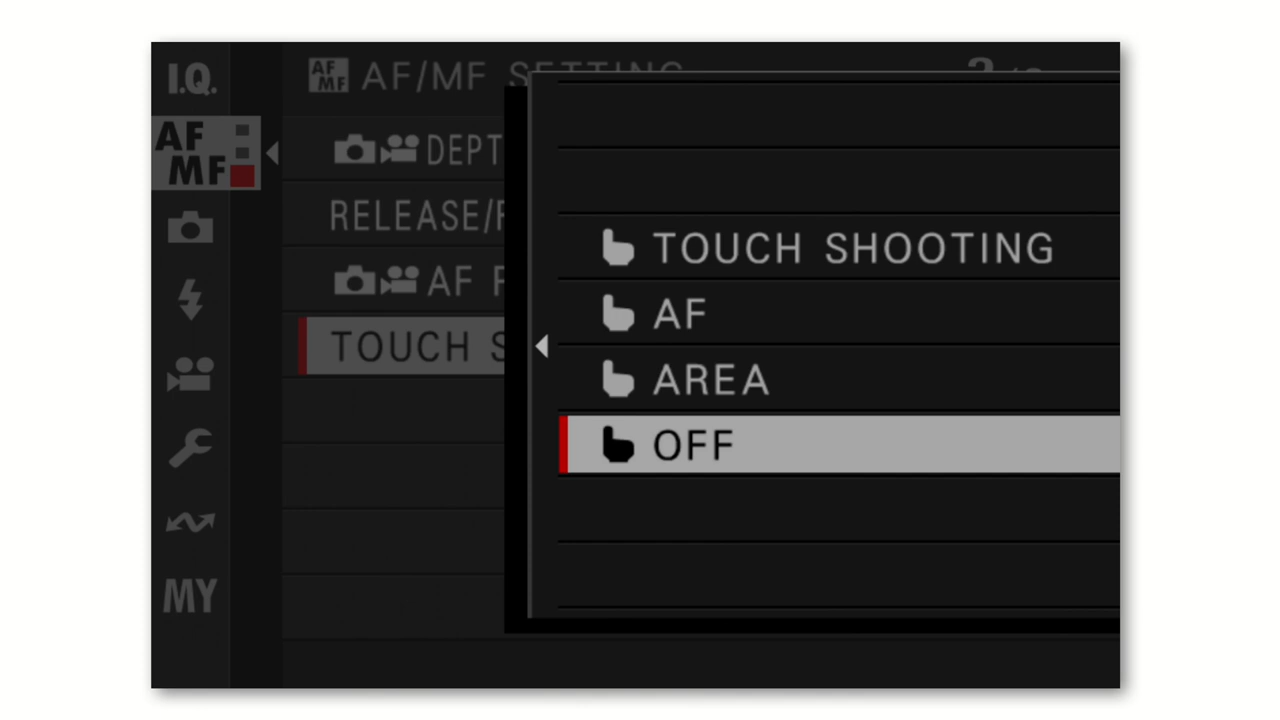 I.Q.
AF/MF SETTING
AF MF
DEPT
RELEASE/
AF
TOUCH S
TOUCH SHOOTING
AF
AREA
OFF
MY